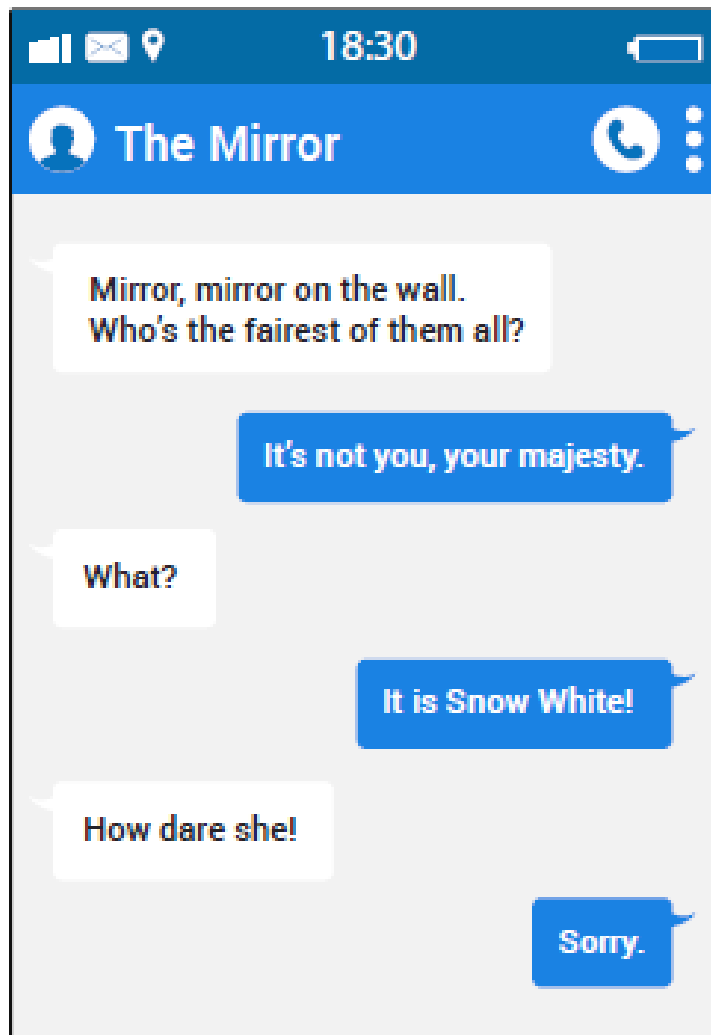 18:30
The Mirror
Mirror, mirror on the wall.
Who's the fairest of them all?
It's not you, your majesty.
What?
It is Snow White!
How dare she!
Sorry.